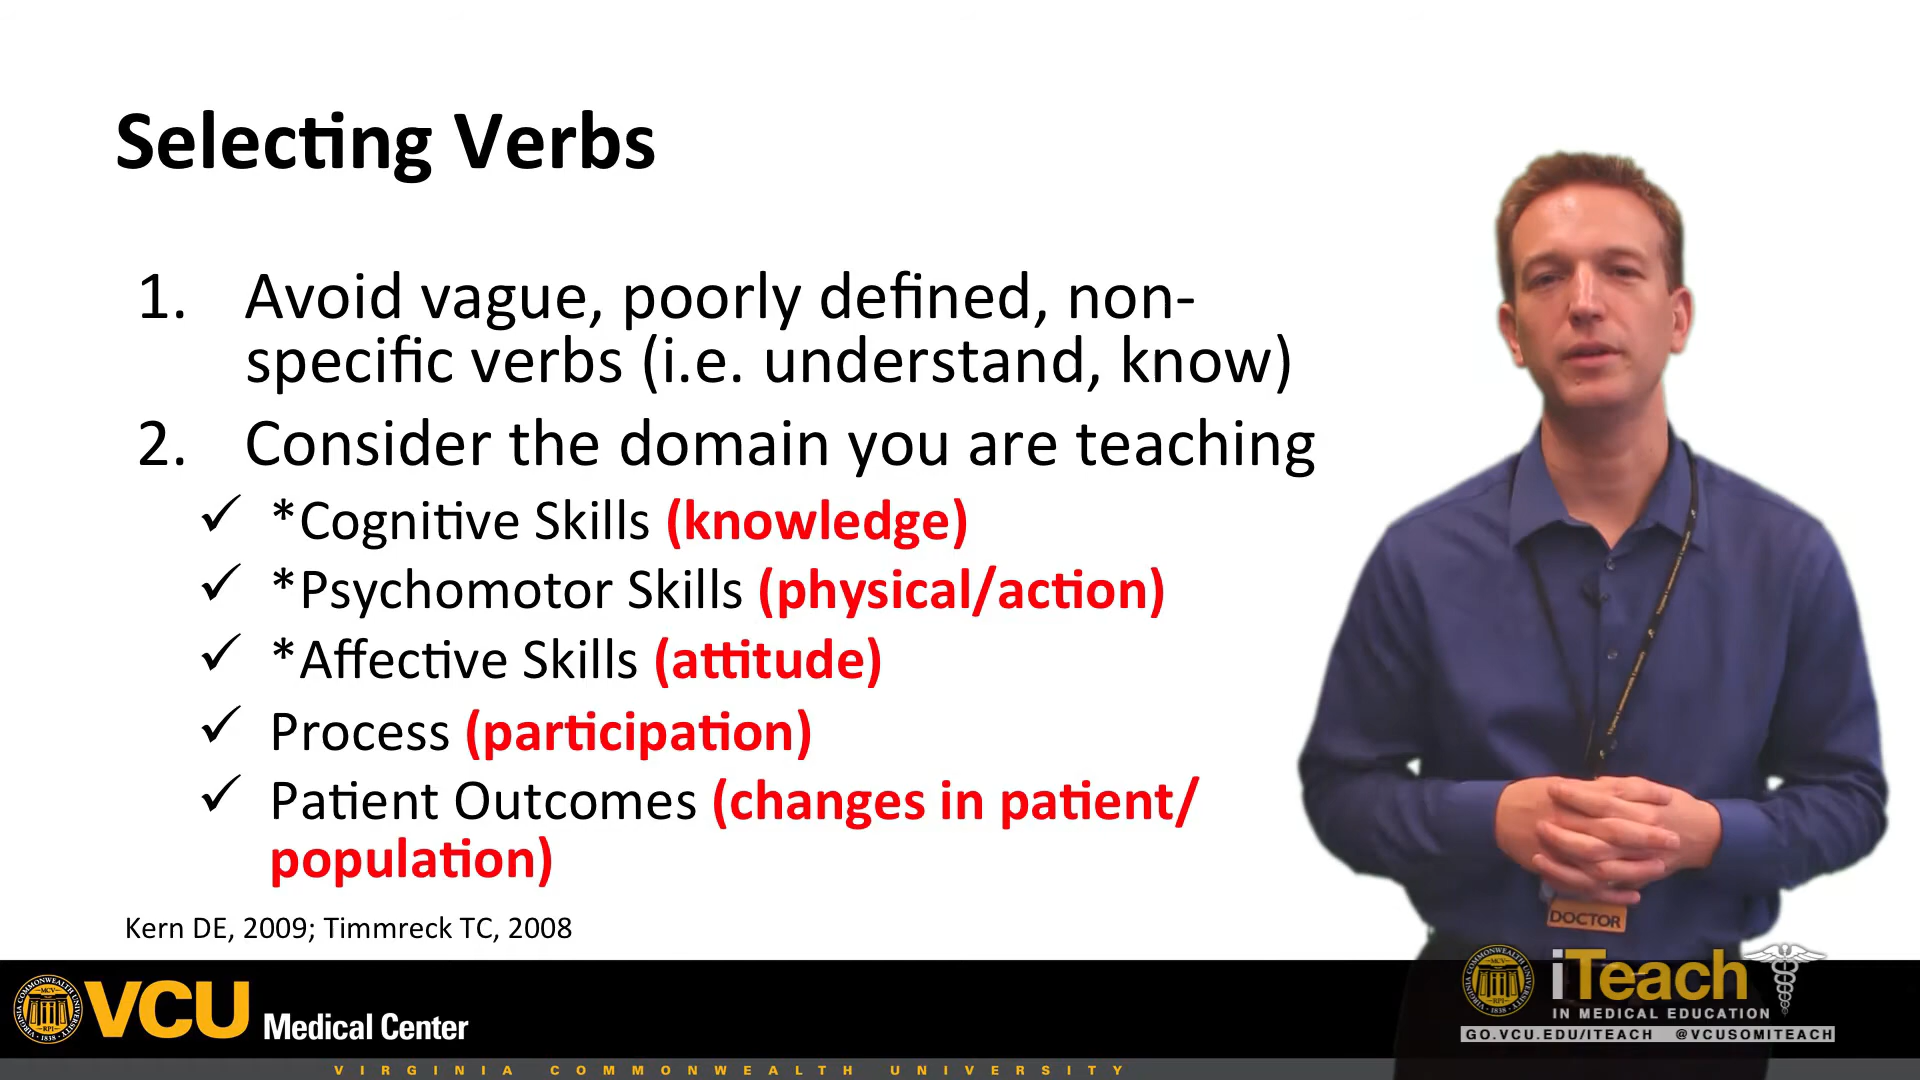 Selecting Verbs
1. Avoid vague, poorly defined, non-
specific verbs (i.e. understand, know)
2. Consider the domain you are teaching
✓ *Cognitive Skills (knowledge)
✓ *Psychomotor Skills (physical/action)
✓ *Affective Skills (attitude)
✓ Process (participation)
✓ Patient Outcomes (changes in patient/
population)
Kern DE, 2009; Timmreck TC, 2008
DOCTOR
VCU Medical Center
iTeach
IN MEDICAL EDUCATION
GO.VCU.EDU/ITEACH @VCUSOMITEACH
VIRGINIA COMMONWEALTH UNIVERSITY